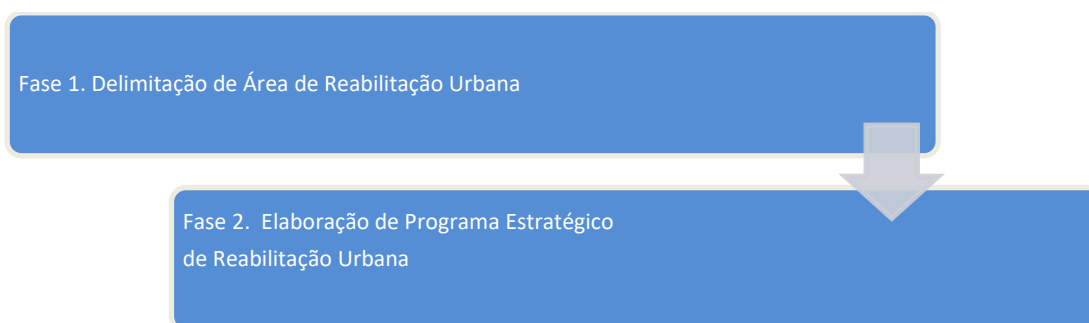 Fase 1. Delimitação de Área de Reabilitação Urbana
Fase 2.  Elaboração de Programa Estratégico
de Reabilitação Urbana